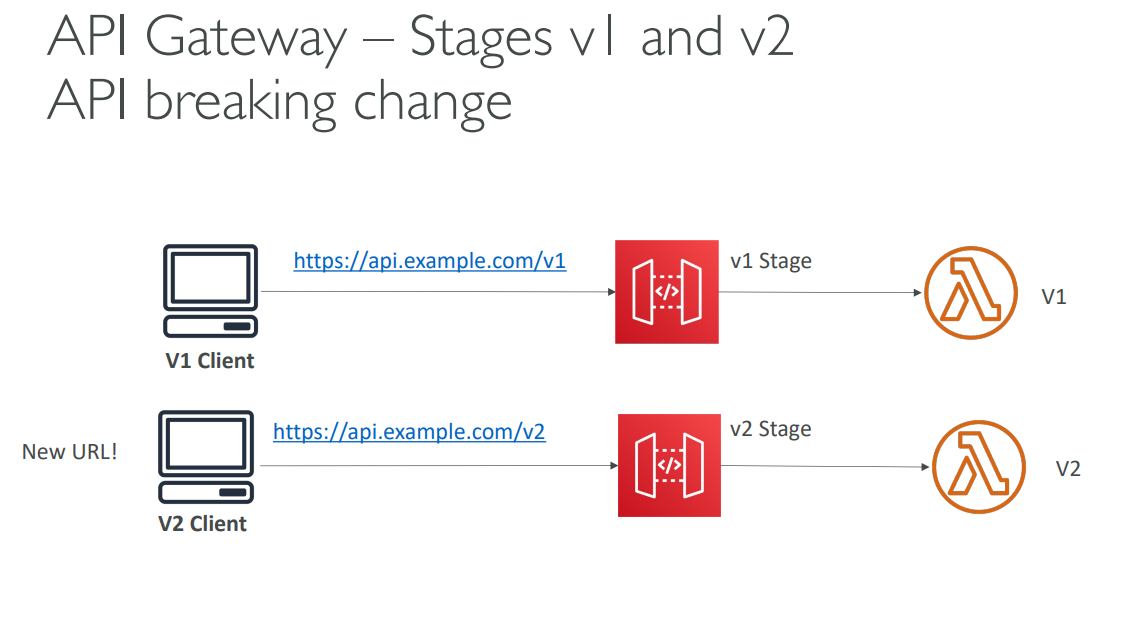 API Gateway – Stages v1 and v2
API breaking change
https://api.example.com/v1
v1 Stage
</>
V1
V1 Client
New URL!
https://api.example.com/v2
v2 Stage
</>
V2
V2 Client